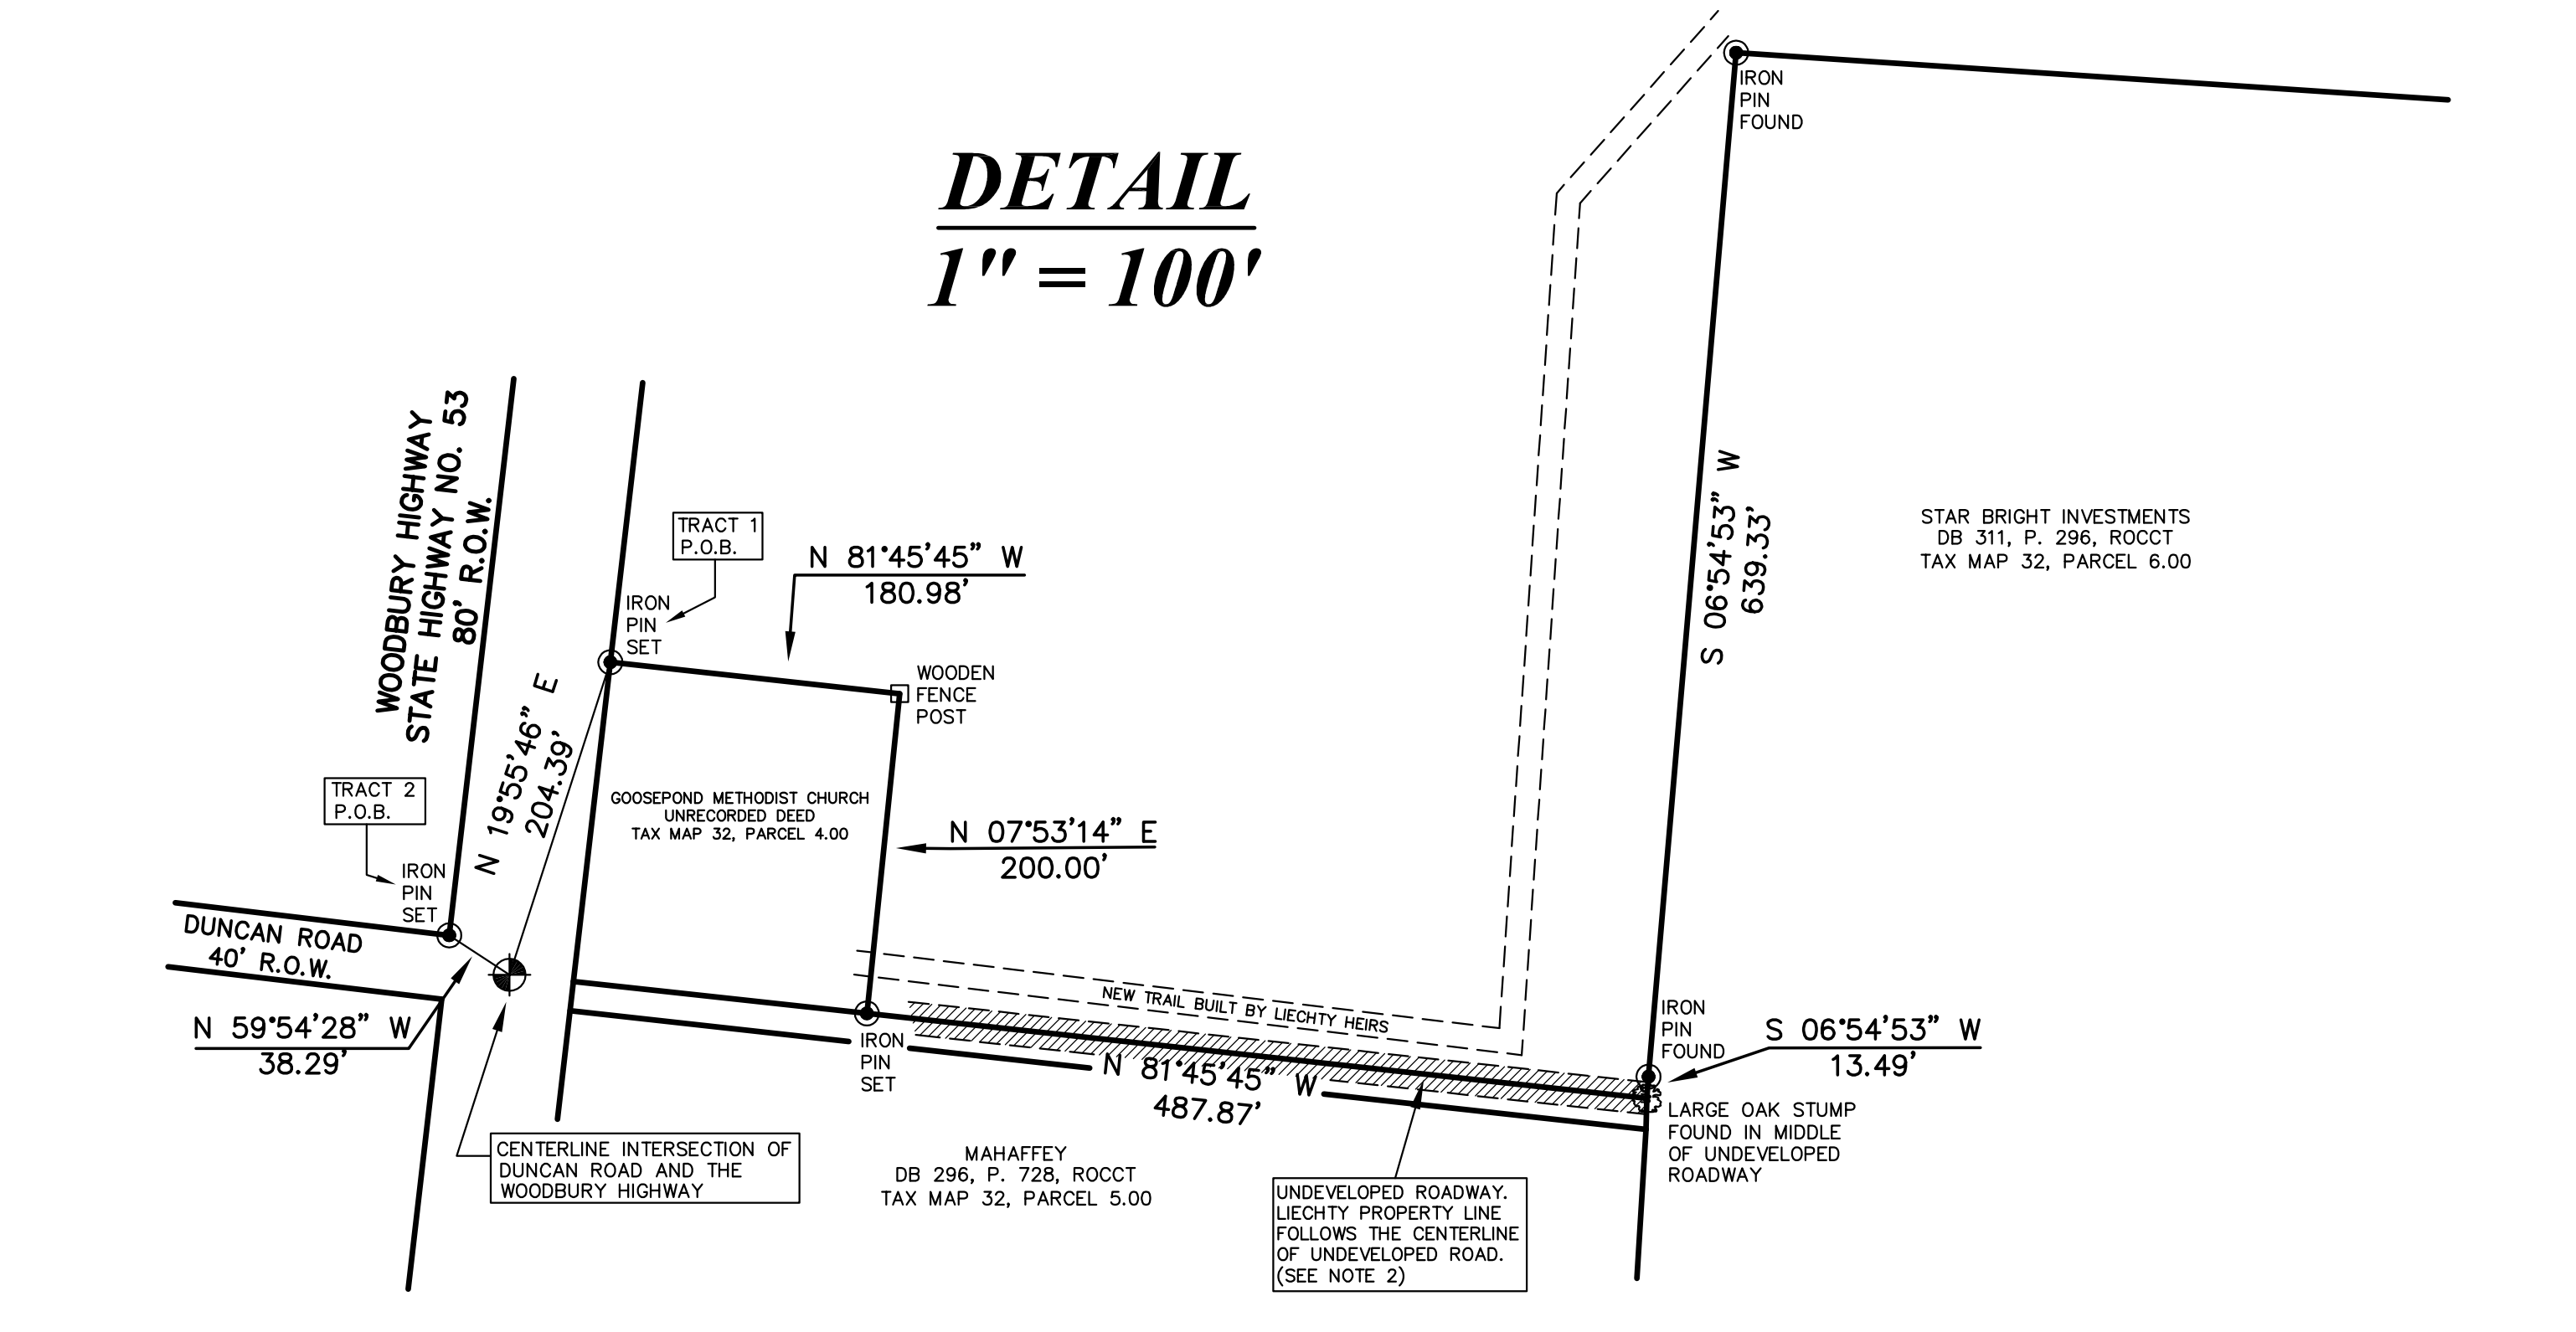 DETAIL
1" = 100'
IRON
PIN
FOUND
WOODBURY HIGHWAY
STATE HIGHWAY NO. 53
80' R.O.W.
TRACT 1
P.O.B.
N 81°45'45" W
180.98'
IRON
PIN
SET
WOODEN
FENCE
POST
S 06°54'53" W
639.33'
STAR BRIGHT INVESTMENTS
DB 311, P. 296, ROCCT
TAX MAP 32, PARCEL 6.00
N 19°55'46" E
204.39'
TRACT 2
P.O.B.
GOOSEPOND METHODIST CHURCH
UNRECORDED DEED
TAX MAP 32, PARCEL 4.00
N 07°53'14" E
200.00'
IRON
PIN
SET
DUNCAN ROAD
40' R.O.W.
N 59°54'28" W
38.29'
NEW TRAIL BUILT BY LIECHTY HEIRS
IRON
PIN
SET
N 81°45'45" W
487.87'
IRON
PIN
FOUND
S 06°54'53" W
13.49'
LARGE OAK STUMP
FOUND IN MIDDLE
OF UNDEVELOPED
ROADWAY
CENTERLINE INTERSECTION OF
DUNCAN ROAD AND THE
WOODBURY HIGHWAY
MAHAFFEY
DB 296, P. 728, ROCCT
TAX MAP 32, PARCEL 5.00
UNDEVELOPED ROADWAY.
LIECHTY PROPERTY LINE
FOLLOWS THE CENTERLINE
OF UNDEVELOPED ROAD.
(SEE NOTE 2)